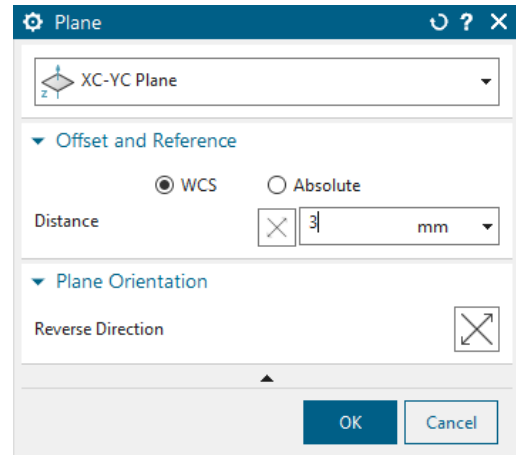 Plane ?
z XC-YC Plane
Offset and Reference
WCS Absolute
Distance 3 mm
Plane Orientation
Reverse Direction
OK Cancel